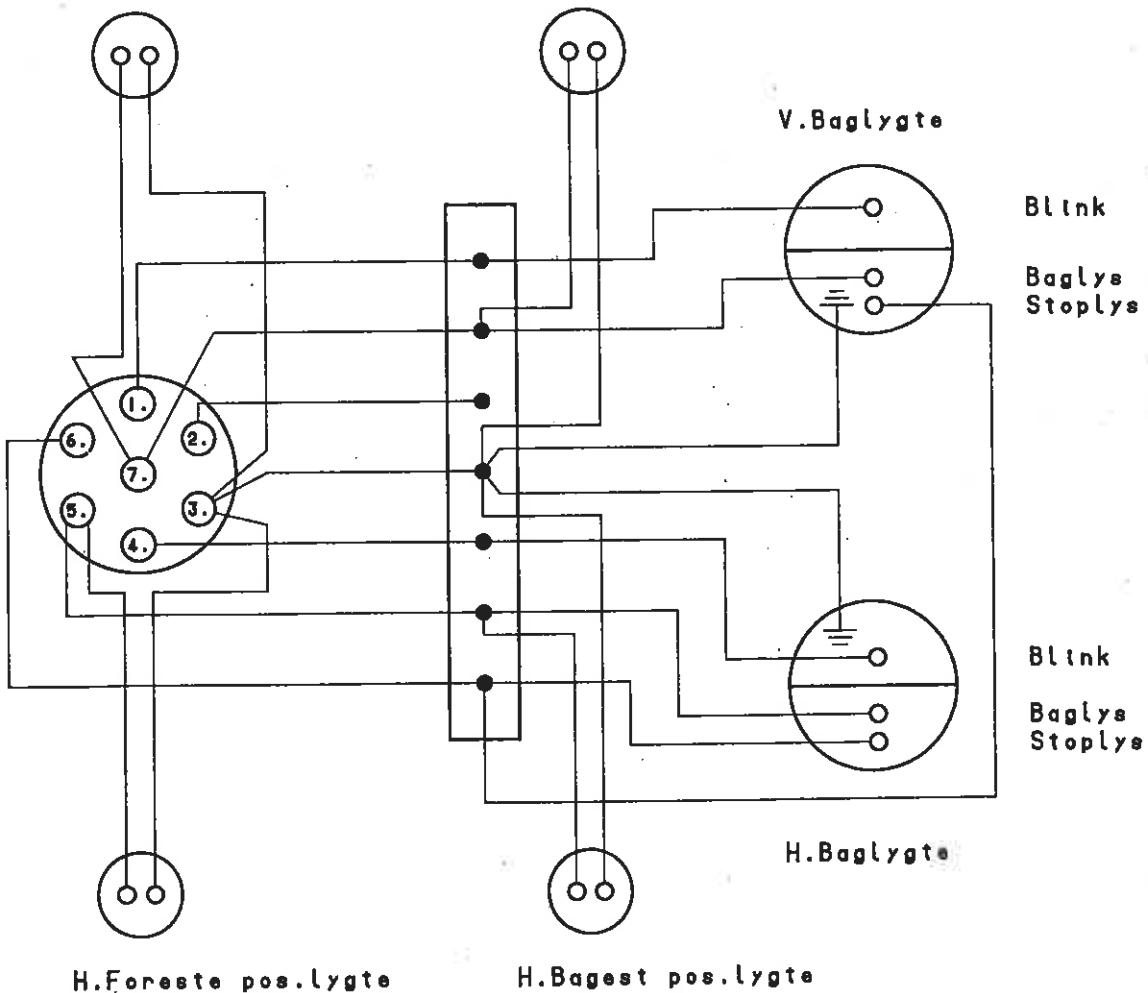 V.Baglygte
Blink
Baglys
Stoplys
1.
6.
2.
7.
5.
3.
4.
Blink
Baglys
Stoplys
H.Baglygte
H.Foreste pos.lygte
H.Bagest pos.lygte